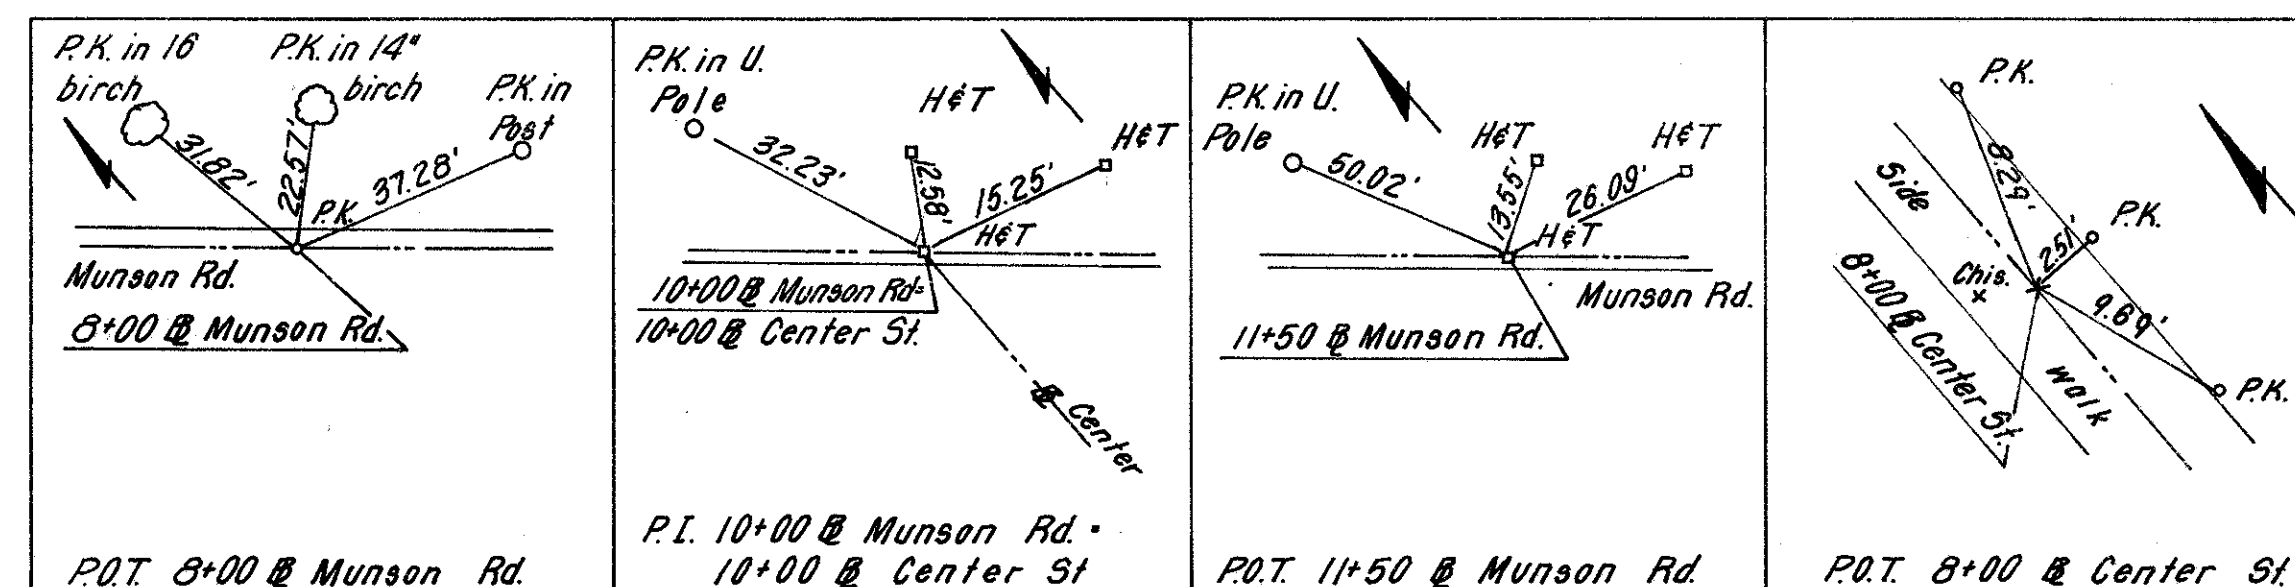 P.K. in 16
birch
P.K. in 14"
birch
P.K. in
Post
31.82'
22.57'
37.28'
P.K.
Munson Rd.
8+00 ℄ Munson Rd.
P.O.T. 8+00 ℄ Munson Rd.
P.K. in U.
Pole
H&T
H&T
32.23'
12.58'
15.25'
H&T
10+00 ℄ Munson Rd=
10+00 ℄ Center St.
℄ Center
P.I. 10+00 ℄ Munson Rd. =
10+00 ℄ Center St
P.K. in U.
Pole
H&T
H&T
50.02'
13.55'
26.09'
H&T
Munson Rd.
11+50 ℄ Munson Rd.
P.O.T. 11+50 ℄ Munson Rd.
P.K.
Side
8.29'
P.K.
2.51'
Chis.
x
9.69'
P.K.
walk
8+00 ℄ Center St.
P.O.T. 8+00 ℄ Center St